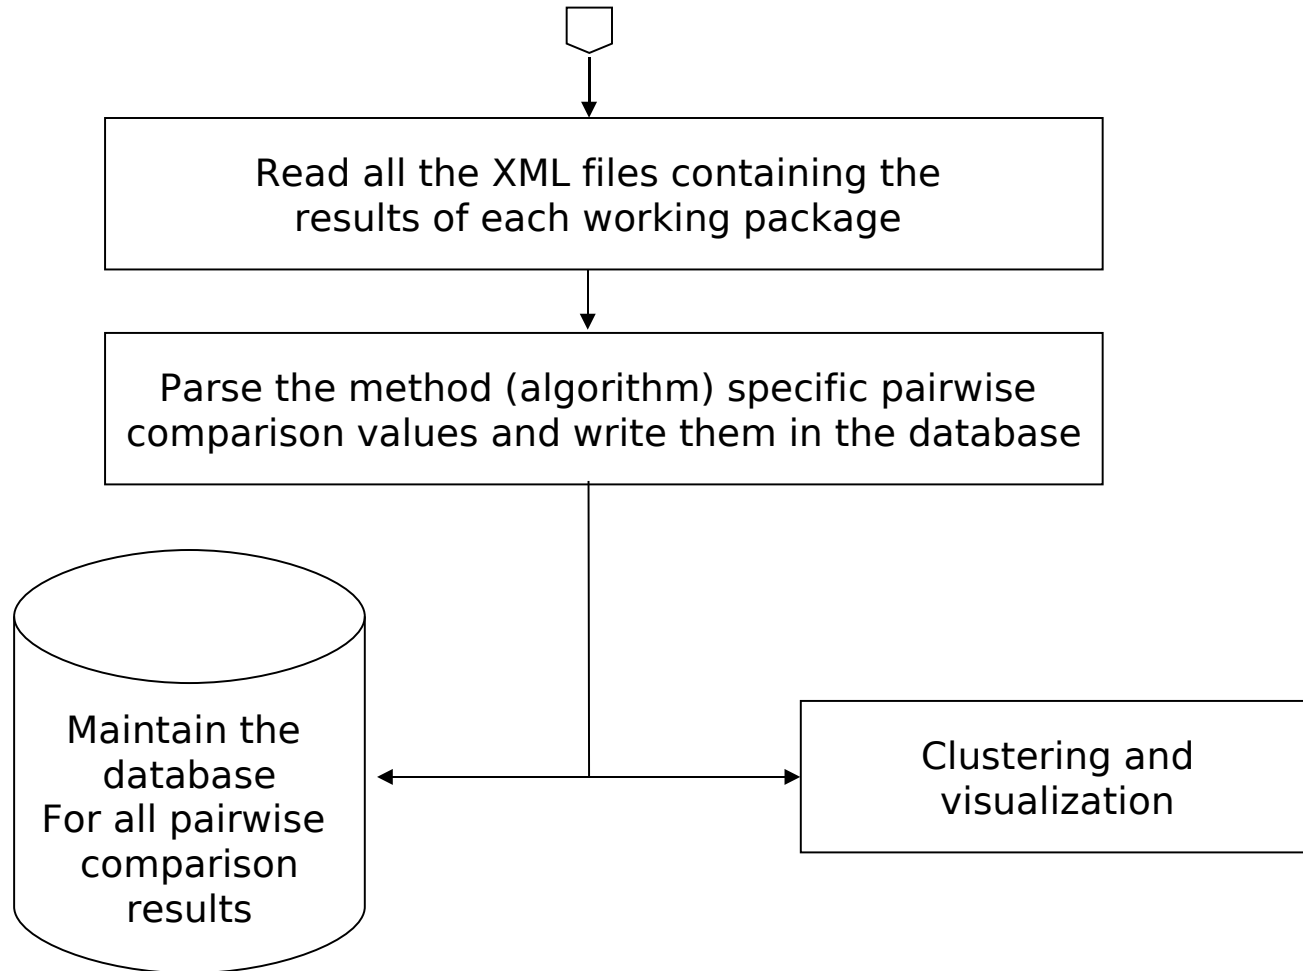 Read all the XML files containing the
results of each working package
Parse the method (algorithm) specific pairwise
comparison values and write them in the database
Maintain the
database
For all pairwise
comparison
results
Clustering and
visualization